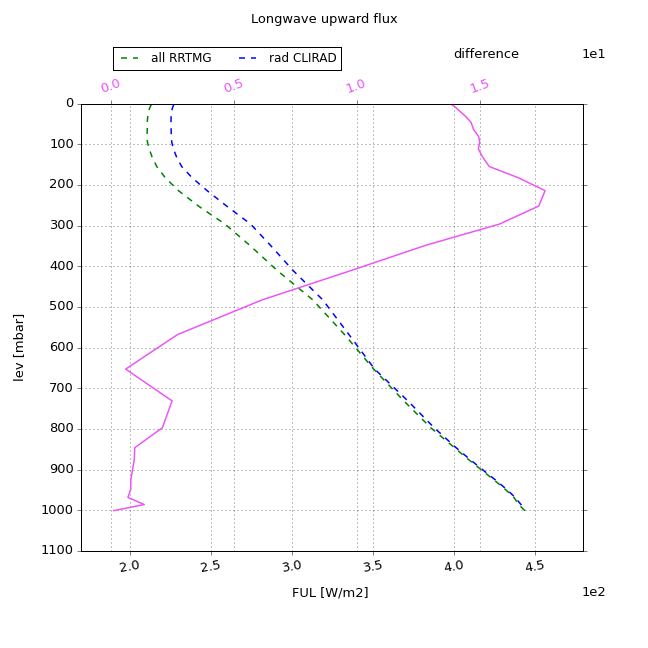 Longwave upward flux
all RRTMG rad CLIRAD difference 1e1
0.0 0.5 1.0 1.5
0
100
200
300
400
500
600
700
800
900
1000
1100
lev [mbar]
2.0 2.5 3.0 3.5 4.0 4.5
FUL [W/m2] 1e2